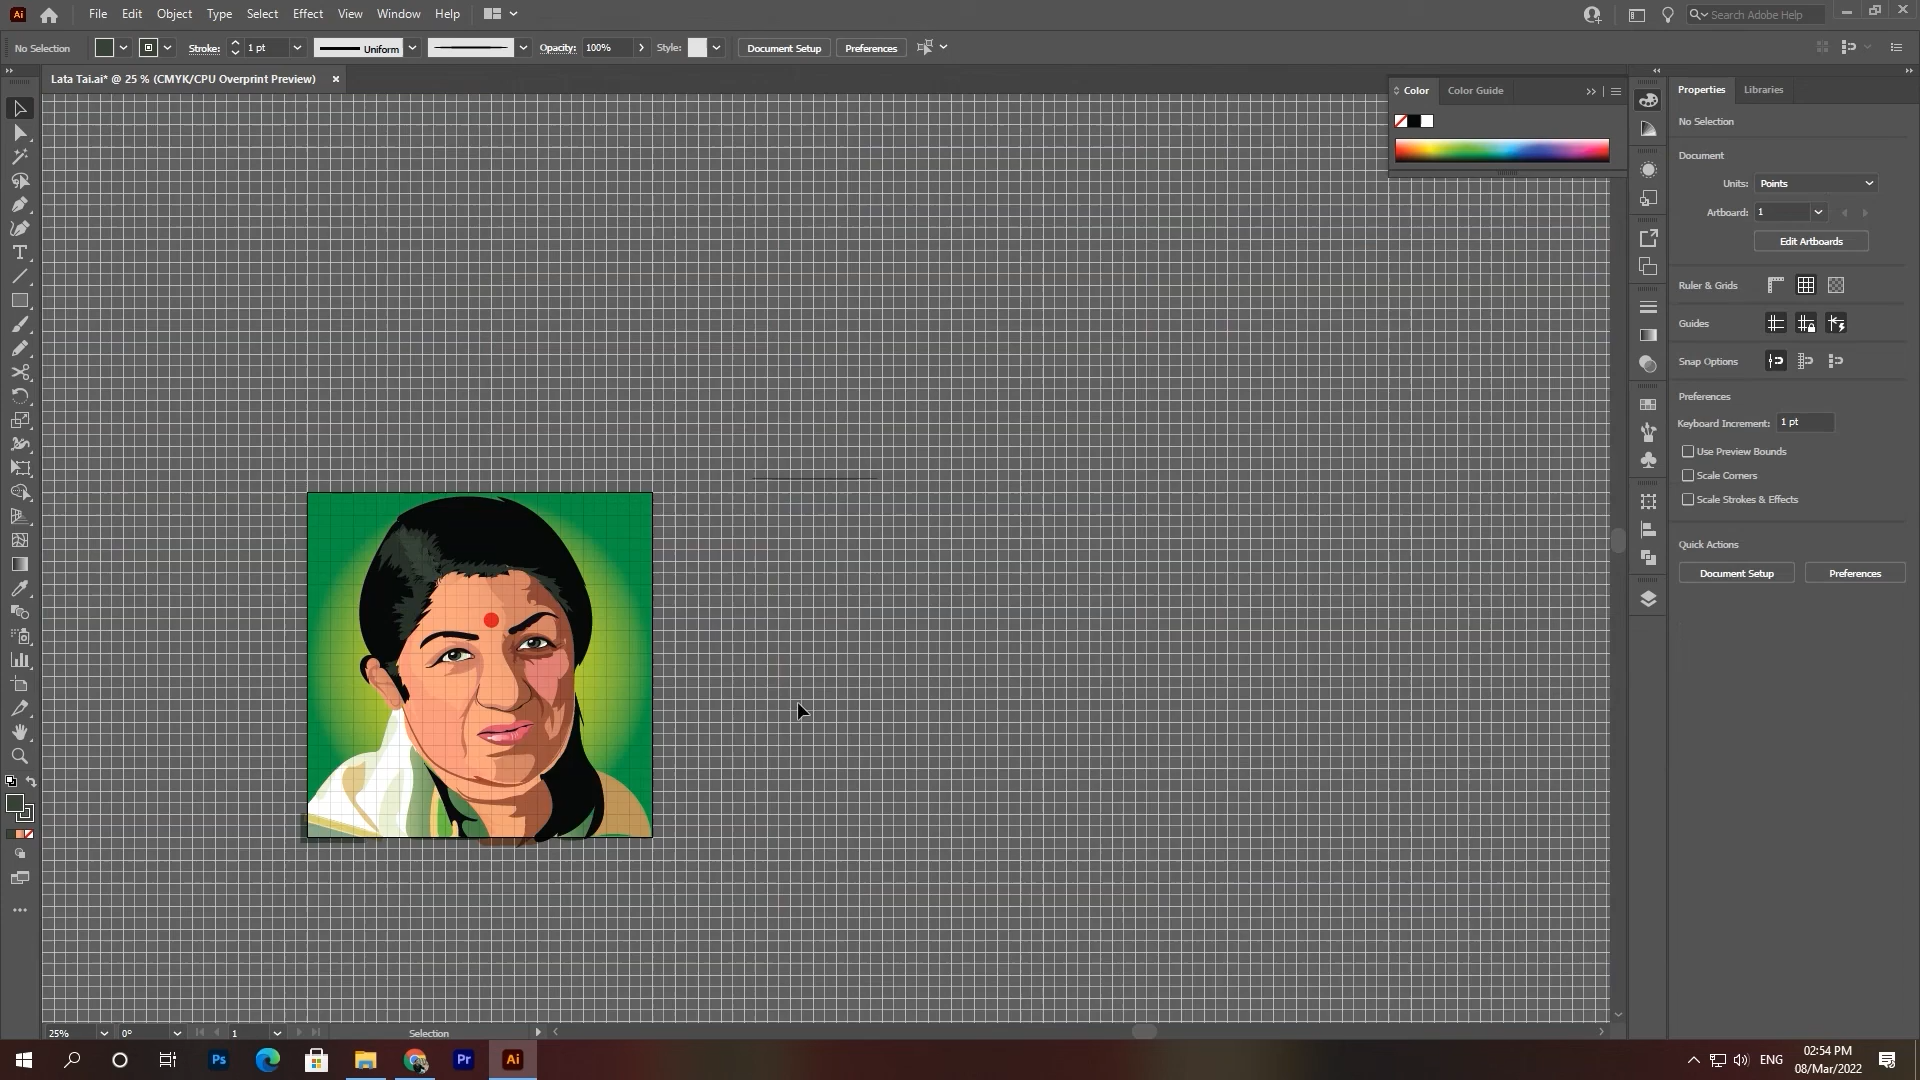 Ai File Edit Object Type Select Effect View Window Help Search Adobe Help
No Selection Stroke: 1 pt Uniform Opacity: 100% Style: Document Setup Preferences
Lata Tai.ai* @ 25 % (CMYK/CPU Overprint Preview) ×
Color Color Guide
Properties Libraries
No Selection
Document
Units: Points
Artboard: 1
Edit Artboards
Ruler & Grids
Guides
Snap Options
Preferences
Keyboard Increment: 1 pt
Use Preview Bounds
Scale Corners
Scale Strokes & Effects
Quick Actions
Document Setup Preferences
25% 0° 1 Selection
Ps Pr Ai ENG
02:54 PM
08/Mar/2022